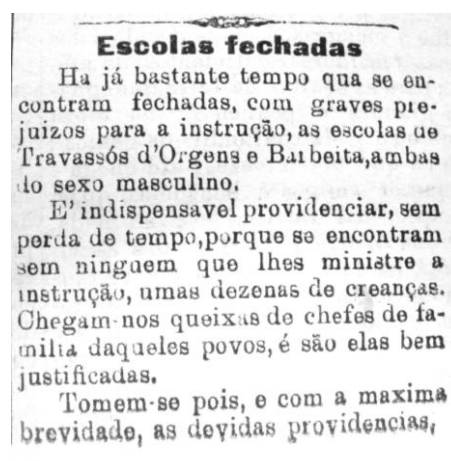 Escolas fechadas
Ha já bastante tempo qua se en-
contram fechadas, com graves pre-
juizos para a instrução, as escolas de
Travassós d'Orgens e Barbeita, ambas
do sexo masculino.
E' indispensavel providenciar, sem
perda de tempo, porque se encontram
sem ninguem que lhes ministre a
instrução, umas dezenas de creanças.
Chegam-nos queixas de chefes de fa-
milia daqueles povos, é são elas bem
justificadas.
Tomem-se pois, e com a maxima
brevidade, as devidas providencias,